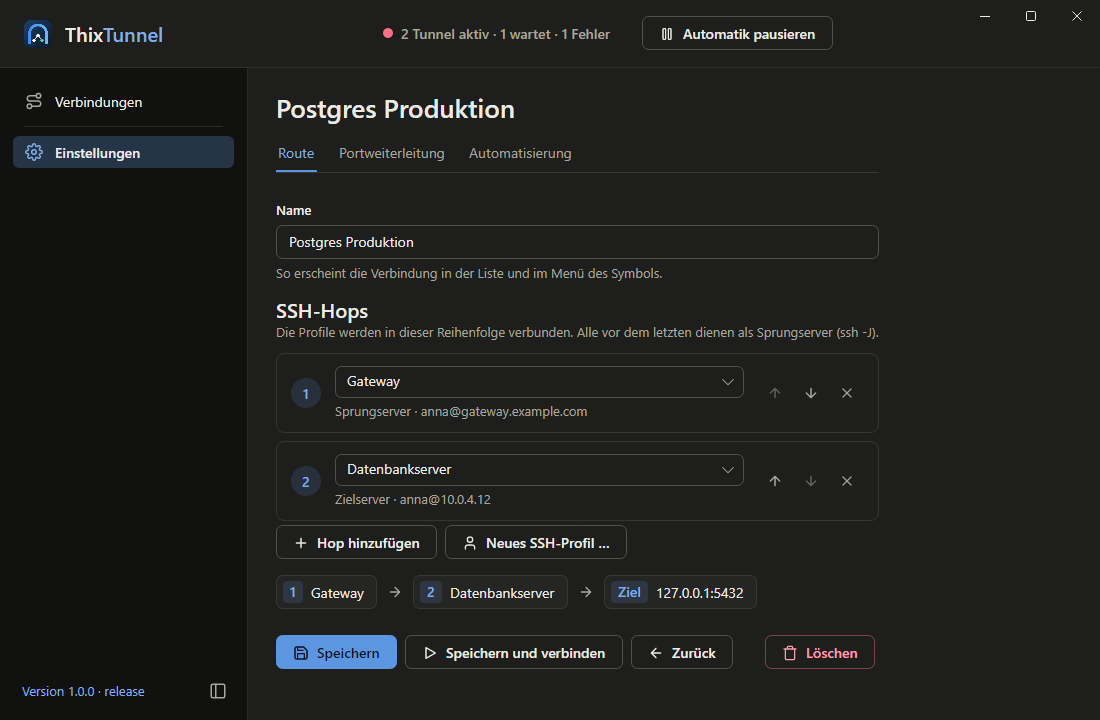 ThixTunnel
2 Tunnel aktiv · 1 wartet · 1 Fehler
Automatik pausieren
Verbindungen
Einstellungen
Postgres Produktion
Route
Portweiterleitung
Automatisierung
Name
Postgres Produktion
So erscheint die Verbindung in der Liste und im Menü des Symbols.
SSH-Hops
Die Profile werden in dieser Reihenfolge verbunden. Alle vor dem letzten dienen als Sprungserver (ssh -J).
1
Gateway
Sprungserver · anna@gateway.example.com
2
Datenbankserver
Zielserver · anna@10.0.4.12
Hop hinzufügen
Neues SSH-Profil ...
1 Gateway
2 Datenbankserver
Ziel 127.0.0.1:5432
Speichern
Speichern und verbinden
Zurück
Löschen
Version 1.0.0 · release